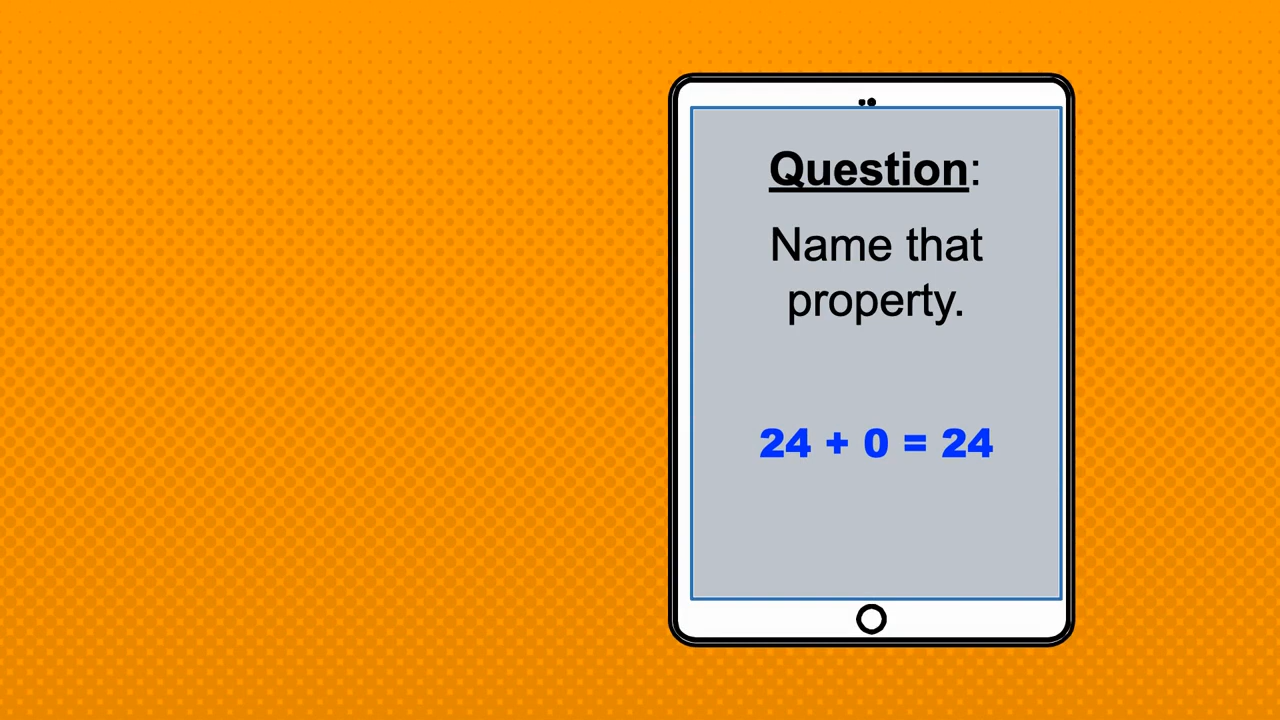 Question:
Name that
property.
24 + 0 = 24